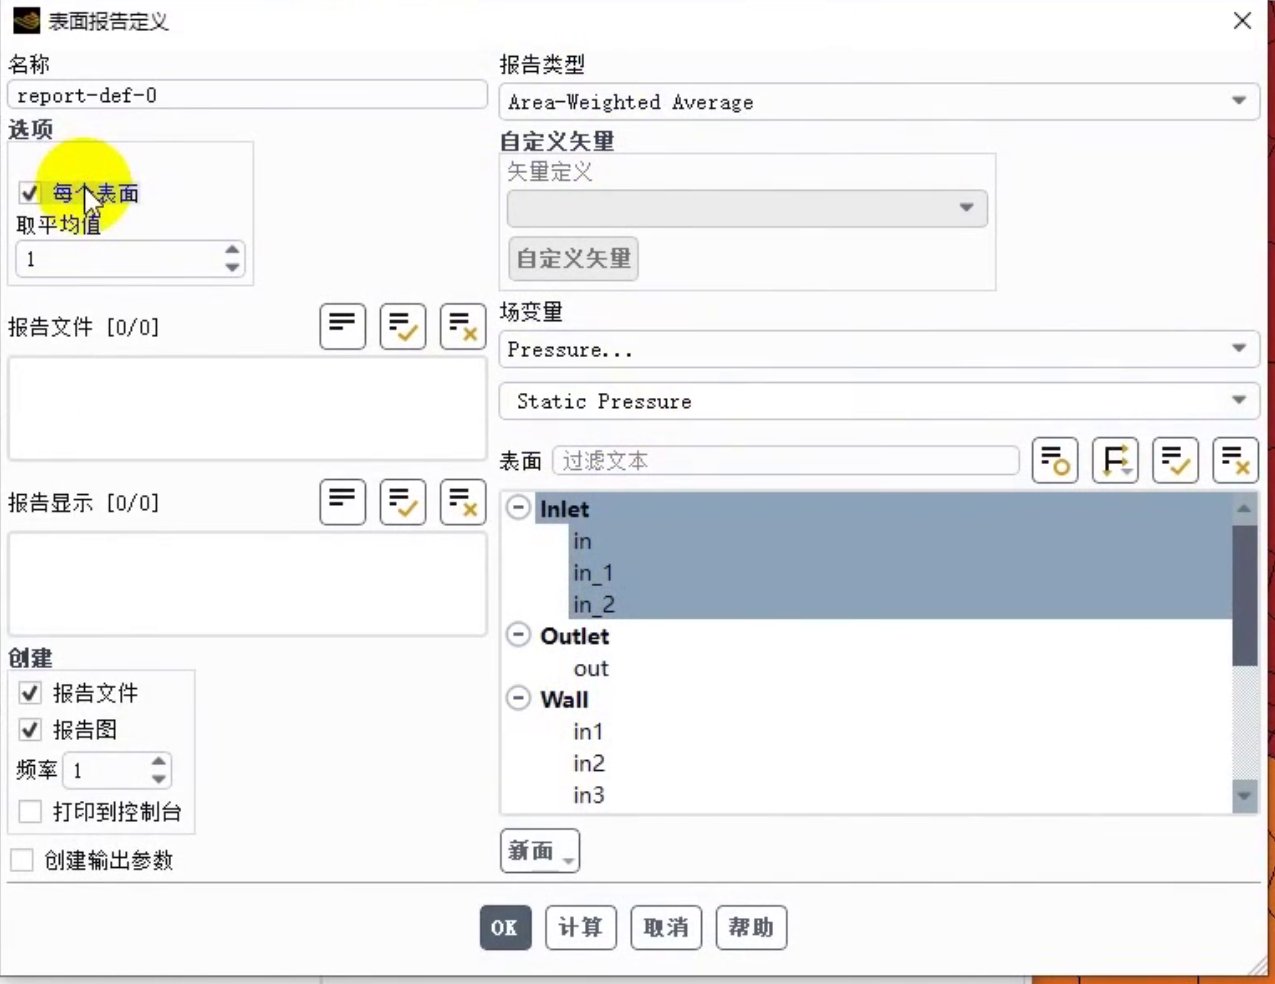 表面报告定义
名称
report-def-0
选项
每个表面
取平均值
1
报告文件 [0/0]
报告显示 [0/0]
创建
报告文件
报告图
频率 1
打印到控制台
创建输出参数
报告类型
Area-Weighted Average
自定义矢量
矢量定义
自定义矢量
场变量
Pressure...
Static Pressure
表面 过滤文本
Inlet
in
in_1
in_2
Outlet
out
Wall
in1
in2
in3
新面
OK 计算 取消 帮助